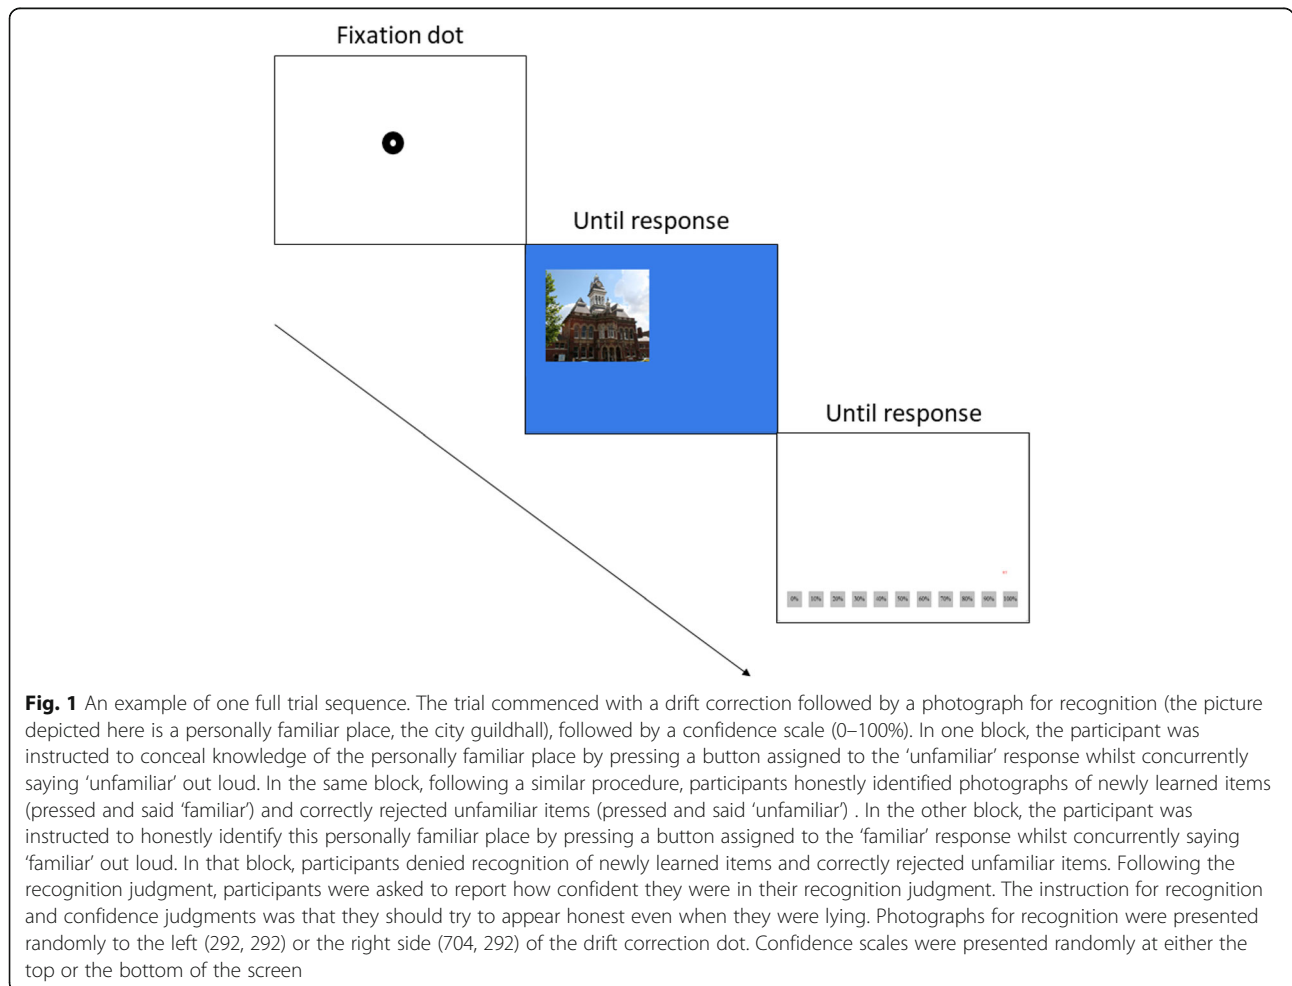 Fixation dot
Until response
Until response
0% 10% 20% 30% 40% 50% 60% 70% 80% 90% 100%
Fig. 1 An example of one full trial sequence. The trial commenced with a drift correction followed by a photograph for recognition (the picture
depicted here is a personally familiar place, the city guildhall), followed by a confidence scale (0–100%). In one block, the participant was
instructed to conceal knowledge of the personally familiar place by pressing a button assigned to the ‘unfamiliar’ response whilst concurrently
saying ‘unfamiliar’ out loud. In the same block, following a similar procedure, participants honestly identified photographs of newly learned items
(pressed and said ‘familiar’) and correctly rejected unfamiliar items (pressed and said ‘unfamiliar’) . In the other block, the participant was
instructed to honestly identify this personally familiar place by pressing a button assigned to the ‘familiar’ response whilst concurrently saying
‘familiar’ out loud. In that block, participants denied recognition of newly learned items and correctly rejected unfamiliar items. Following the
recognition judgment, participants were asked to report how confident they were in their recognition judgment. The instruction for recognition
and confidence judgments was that they should try to appear honest even when they were lying. Photographs for recognition were presented
randomly to the left (292, 292) or the right side (704, 292) of the drift correction dot. Confidence scales were presented randomly at either the
top or the bottom of the screen